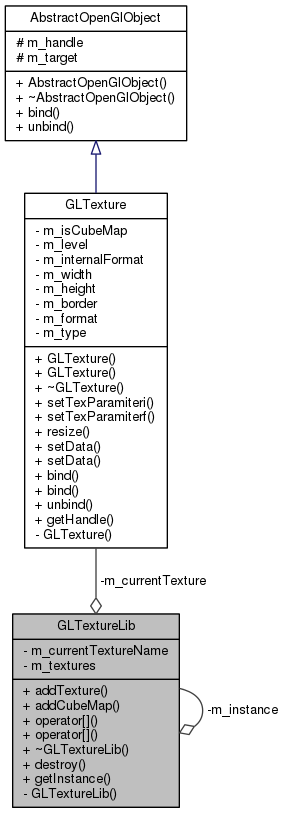 AbstractOpenGlObject
# m_handle
# m_target
+ AbstractOpenGlObject()
+ ~AbstractOpenGlObject()
+ bind()
+ unbind()
GLTexture
- m_isCubeMap
- m_level
- m_internalFormat
- m_width
- m_height
- m_border
- m_format
- m_type
+ GLTexture()
+ GLTexture()
+ ~GLTexture()
+ setTexParamiteri()
+ setTexParamiterf()
+ resize()
+ setData()
+ setData()
+ bind()
+ bind()
+ unbind()
+ getHandle()
- GLTexture()
-m_currentTexture
GLTextureLib
- m_currentTextureName
- m_textures
+ addTexture()
+ addCubeMap()
+ operator[]()
+ operator[]()
+ ~GLTextureLib()
+ destroy()
+ getInstance()
- GLTextureLib()
-m_instance